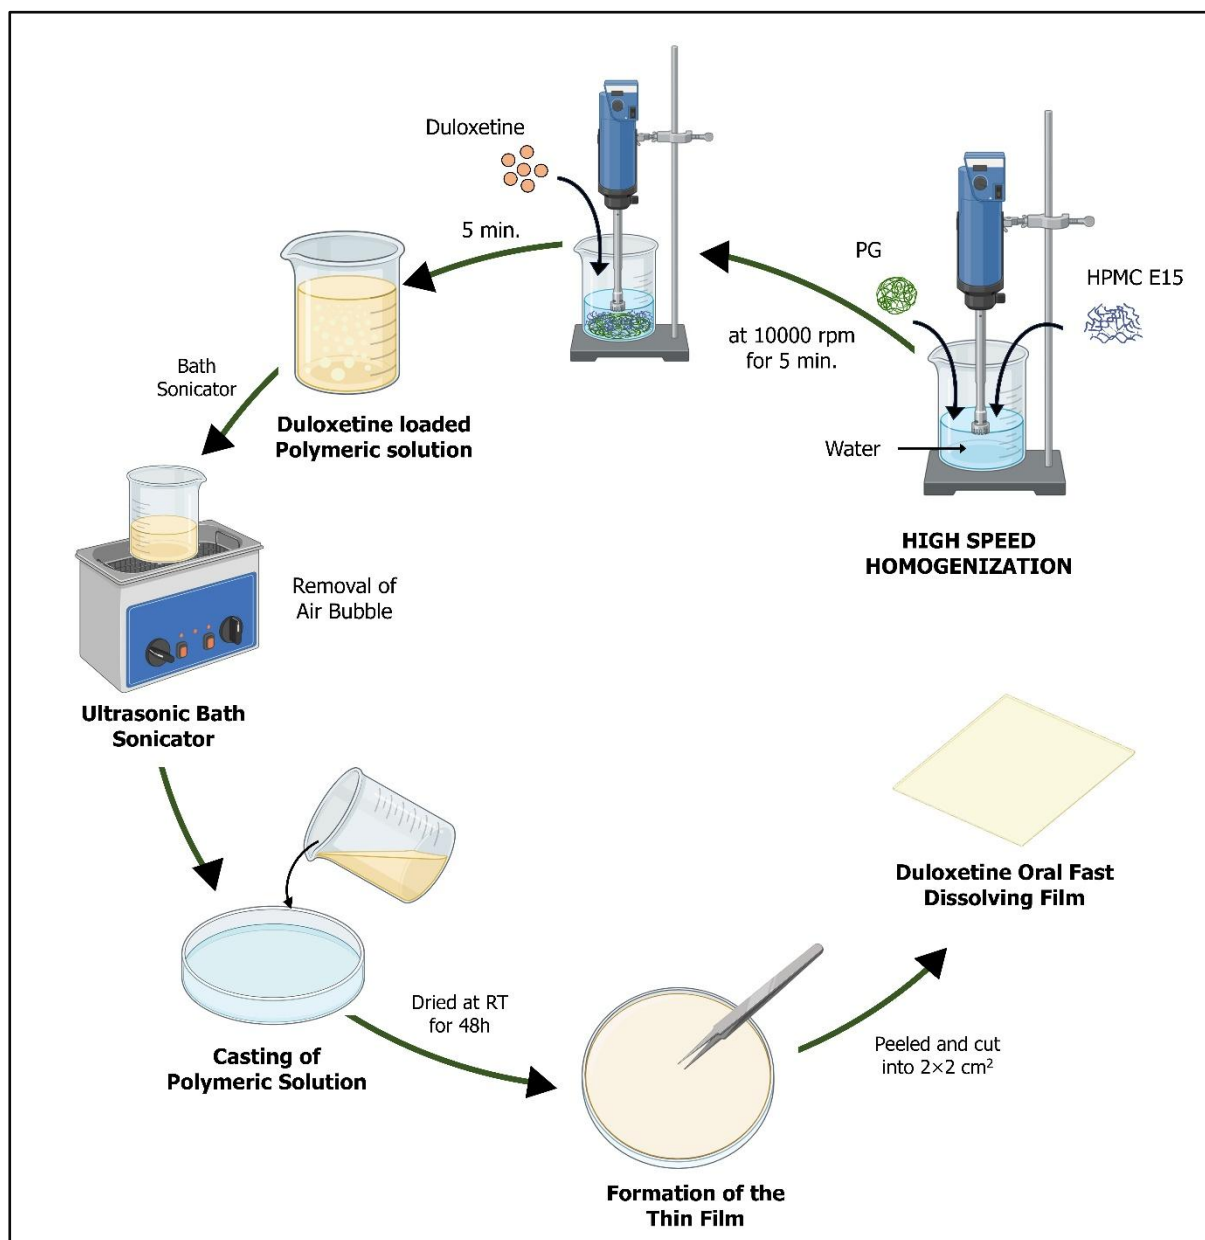 PG
HPMC E15
Water
HIGH SPEED
HOMOGENIZATION
at 10000 rpm
for 5 min.
Duloxetine
5 min.
Duloxetine loaded
Polymeric solution
Bath
Sonicator
Removal of
Air Bubble
Ultrasonic Bath
Sonicator
Casting of
Polymeric Solution
Dried at RT
for 48h
Formation of the
Thin Film
Peeled and cut
into 2×2 cm²
Duloxetine Oral Fast
Dissolving Film